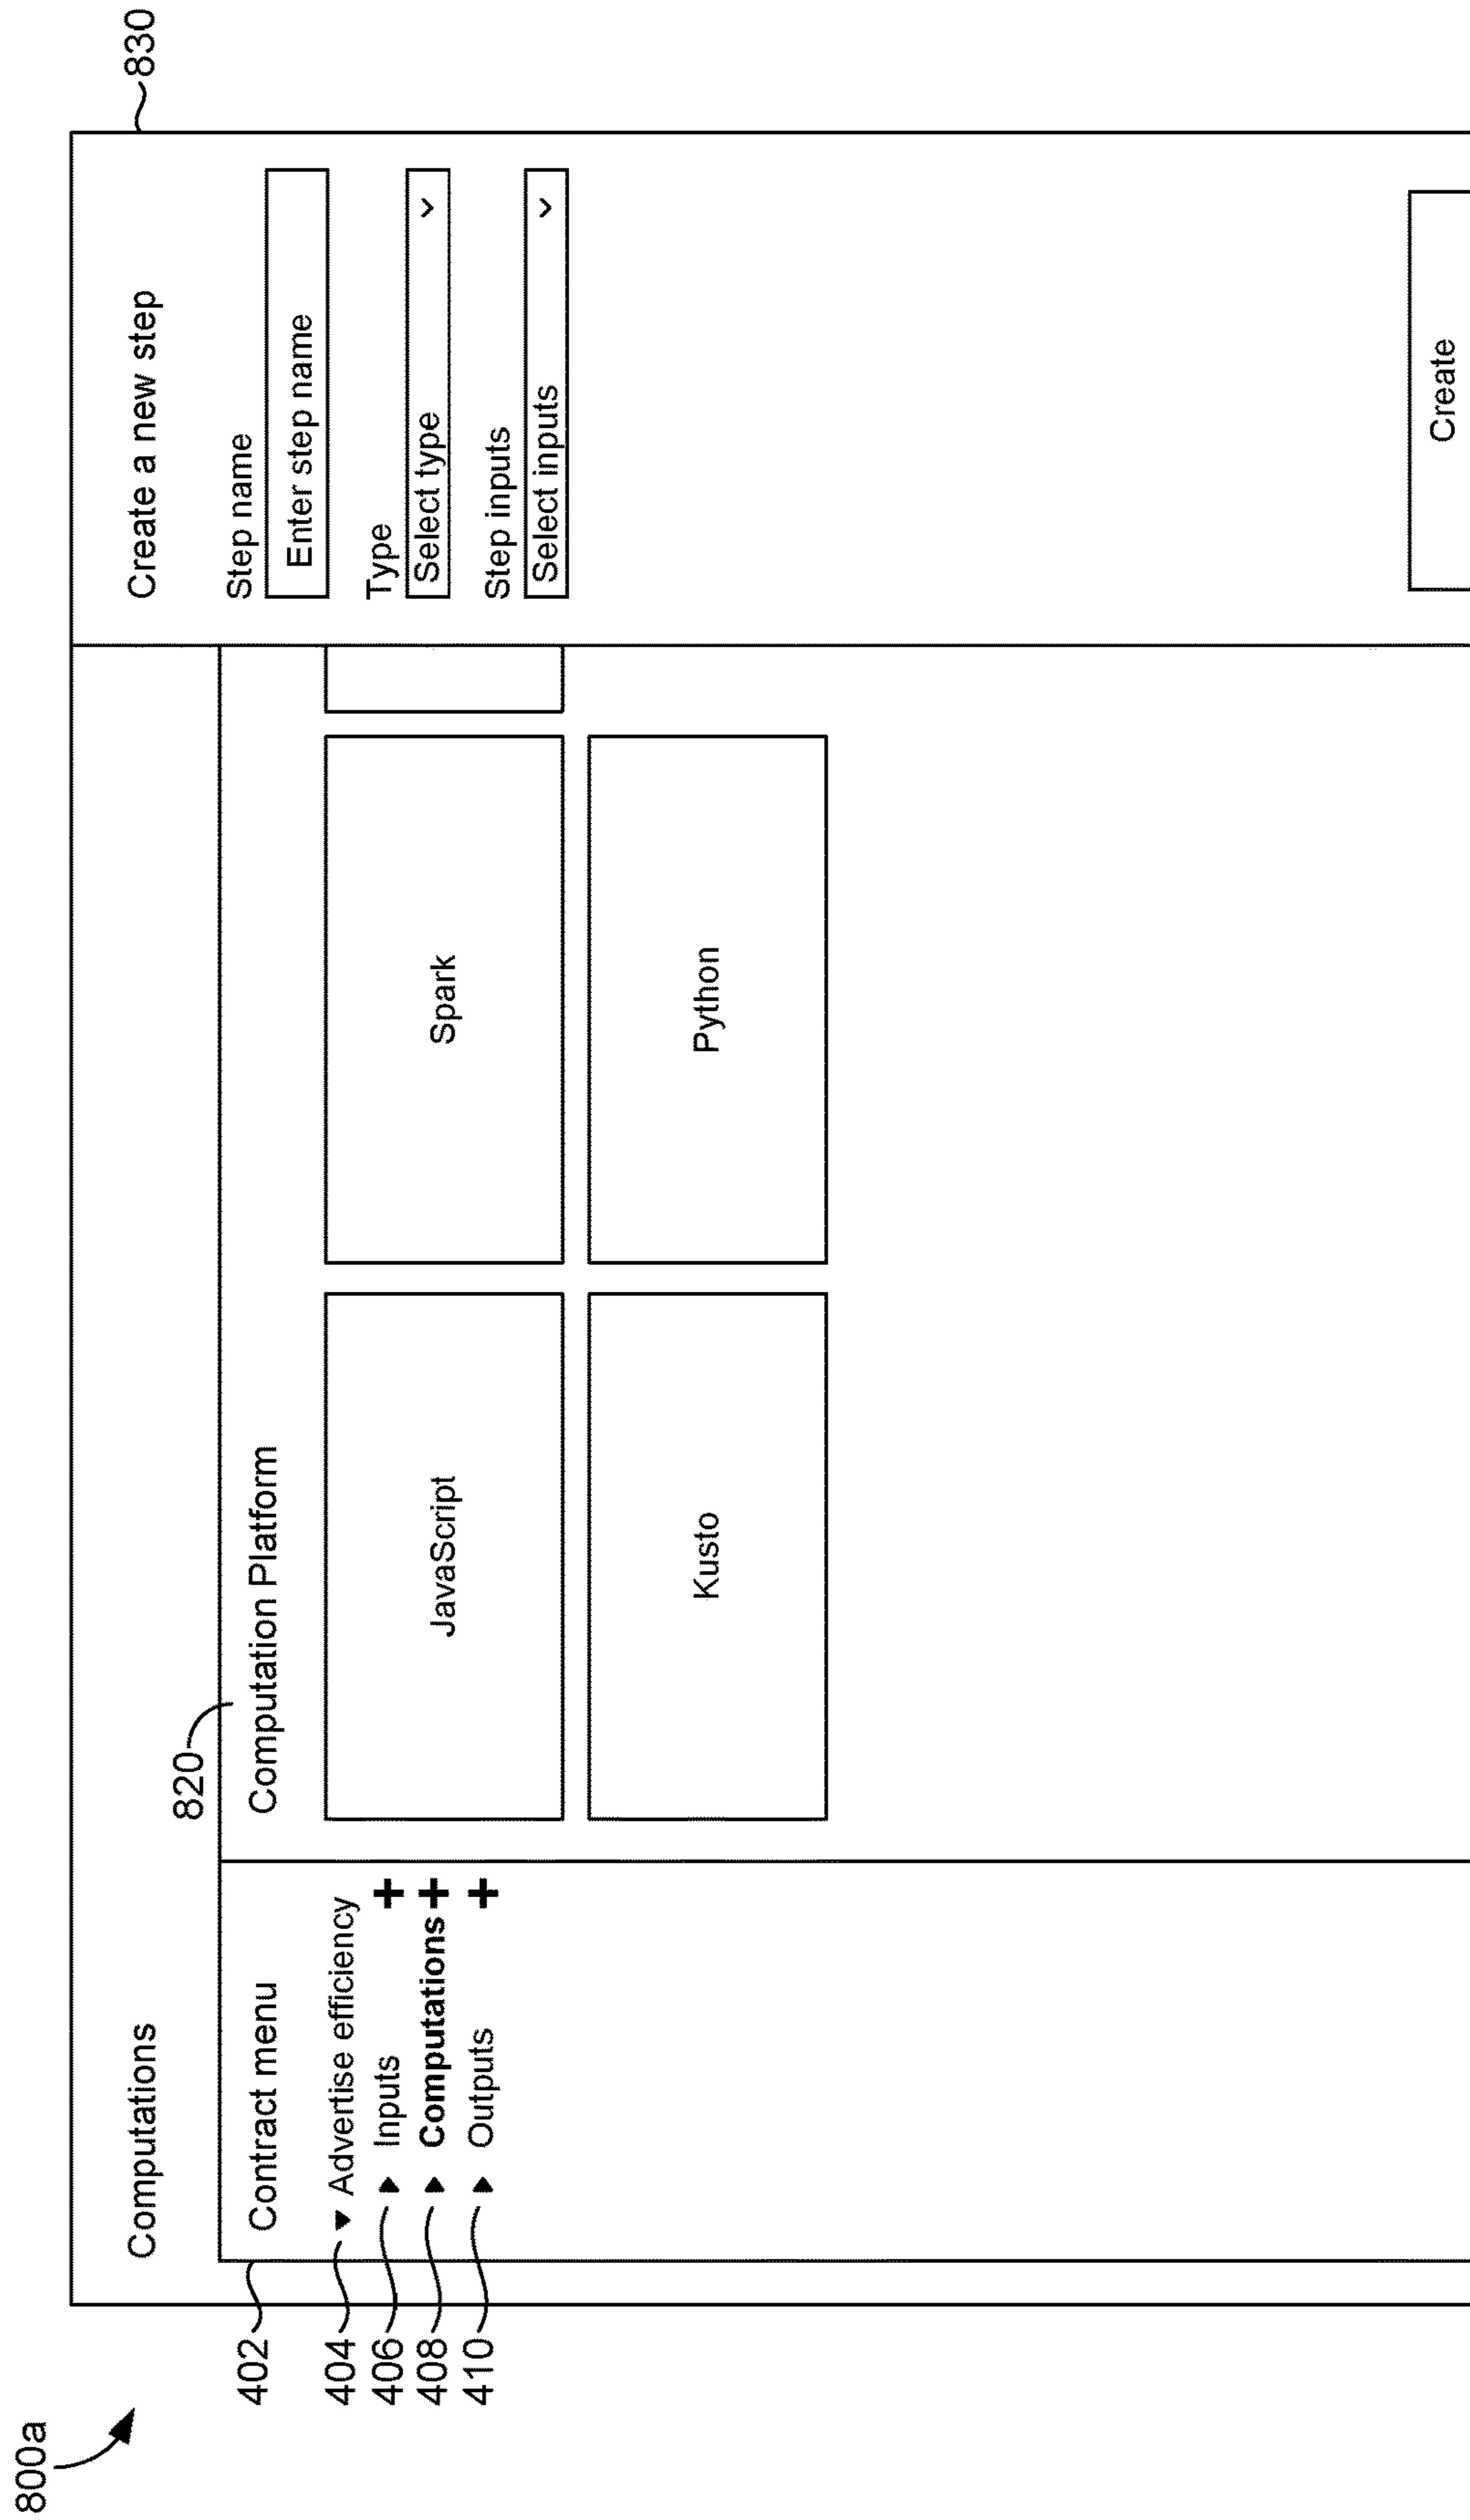 800a
830
Computations
Create a new step
820
402
Contract menu
Computation Platform
Step name
Enter step name
404
Advertise efficiency
406
Inputs +
408
Computations +
410
Outputs +
JavaScript
Spark
Type
Select type
Step inputs
Select inputs
Kusto
Python
Create